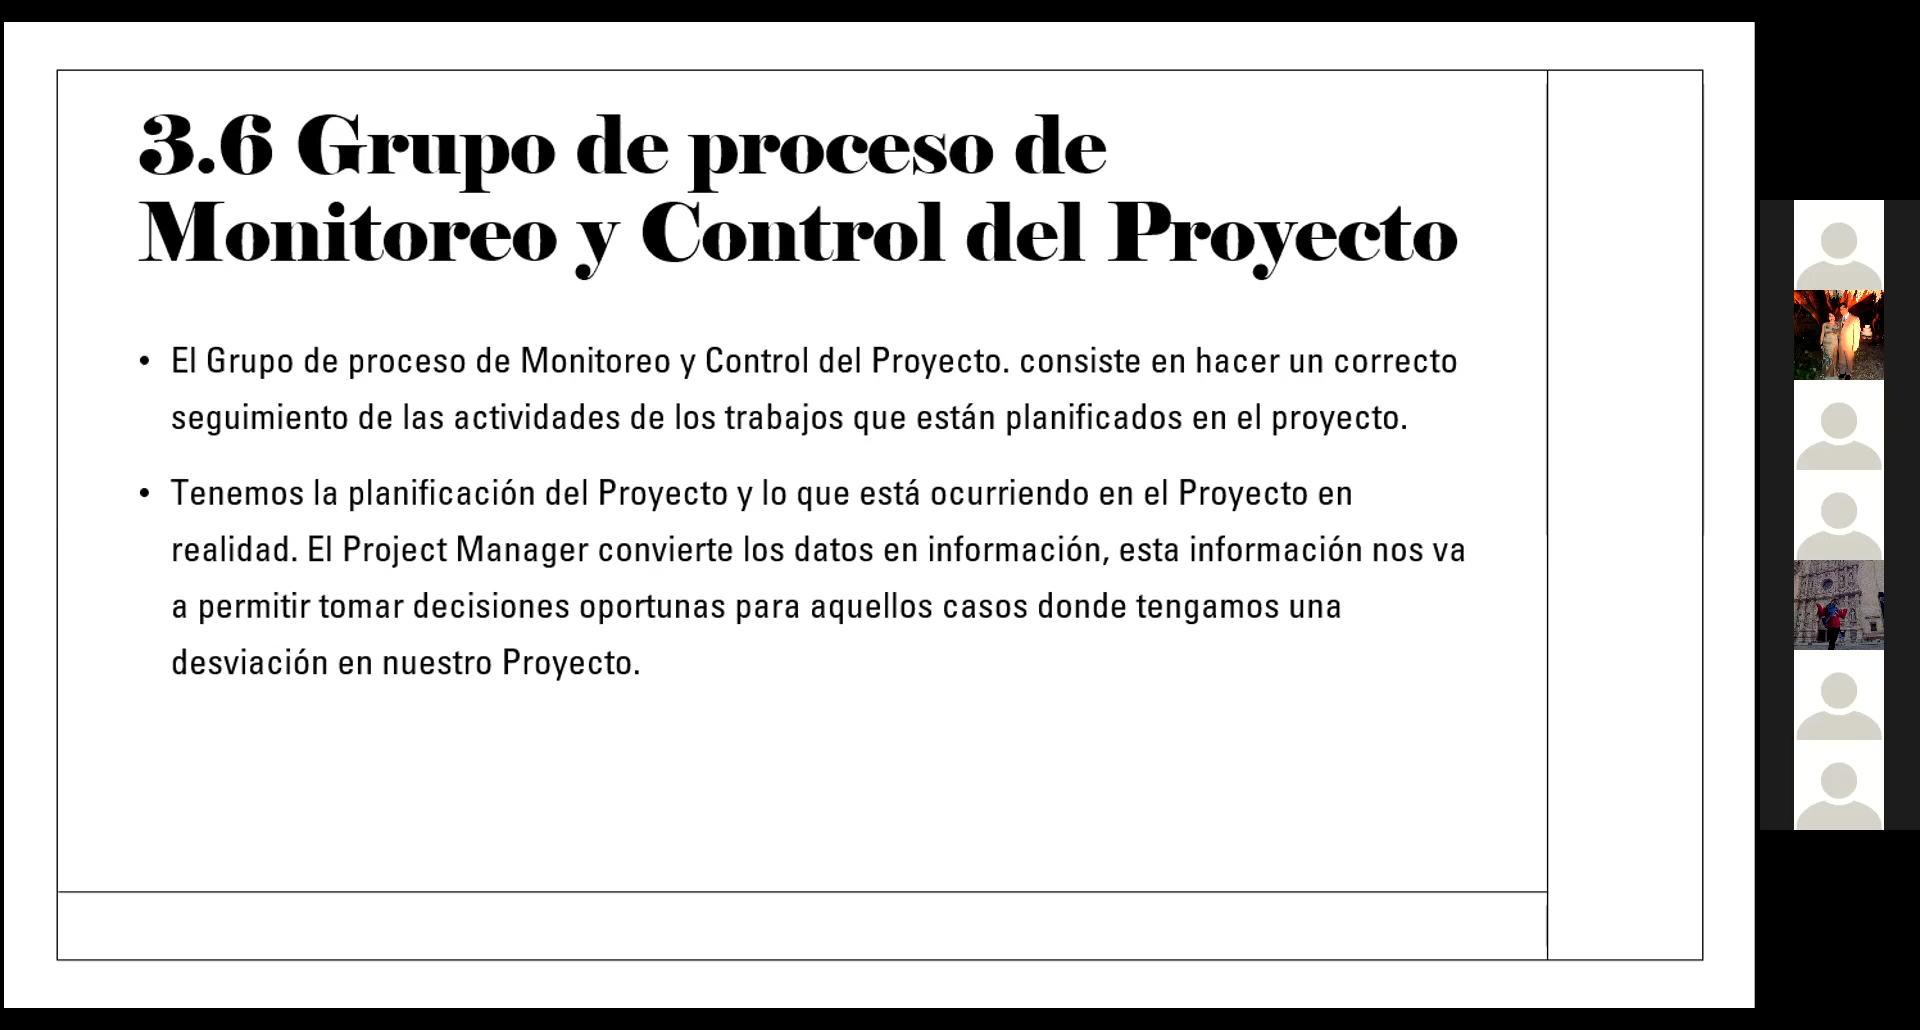 3.6 Grupo de proceso de
Monitoreo y Control del Proyecto
• El Grupo de proceso de Monitoreo y Control del Proyecto. consiste en hacer un correcto
seguimiento de las actividades de los trabajos que están planificados en el proyecto.
• Tenemos la planificación del Proyecto y lo que está ocurriendo en el Proyecto en
realidad. El Project Manager convierte los datos en información, esta información nos va
a permitir tomar decisiones oportunas para aquellos casos donde tengamos una
desviación en nuestro Proyecto.